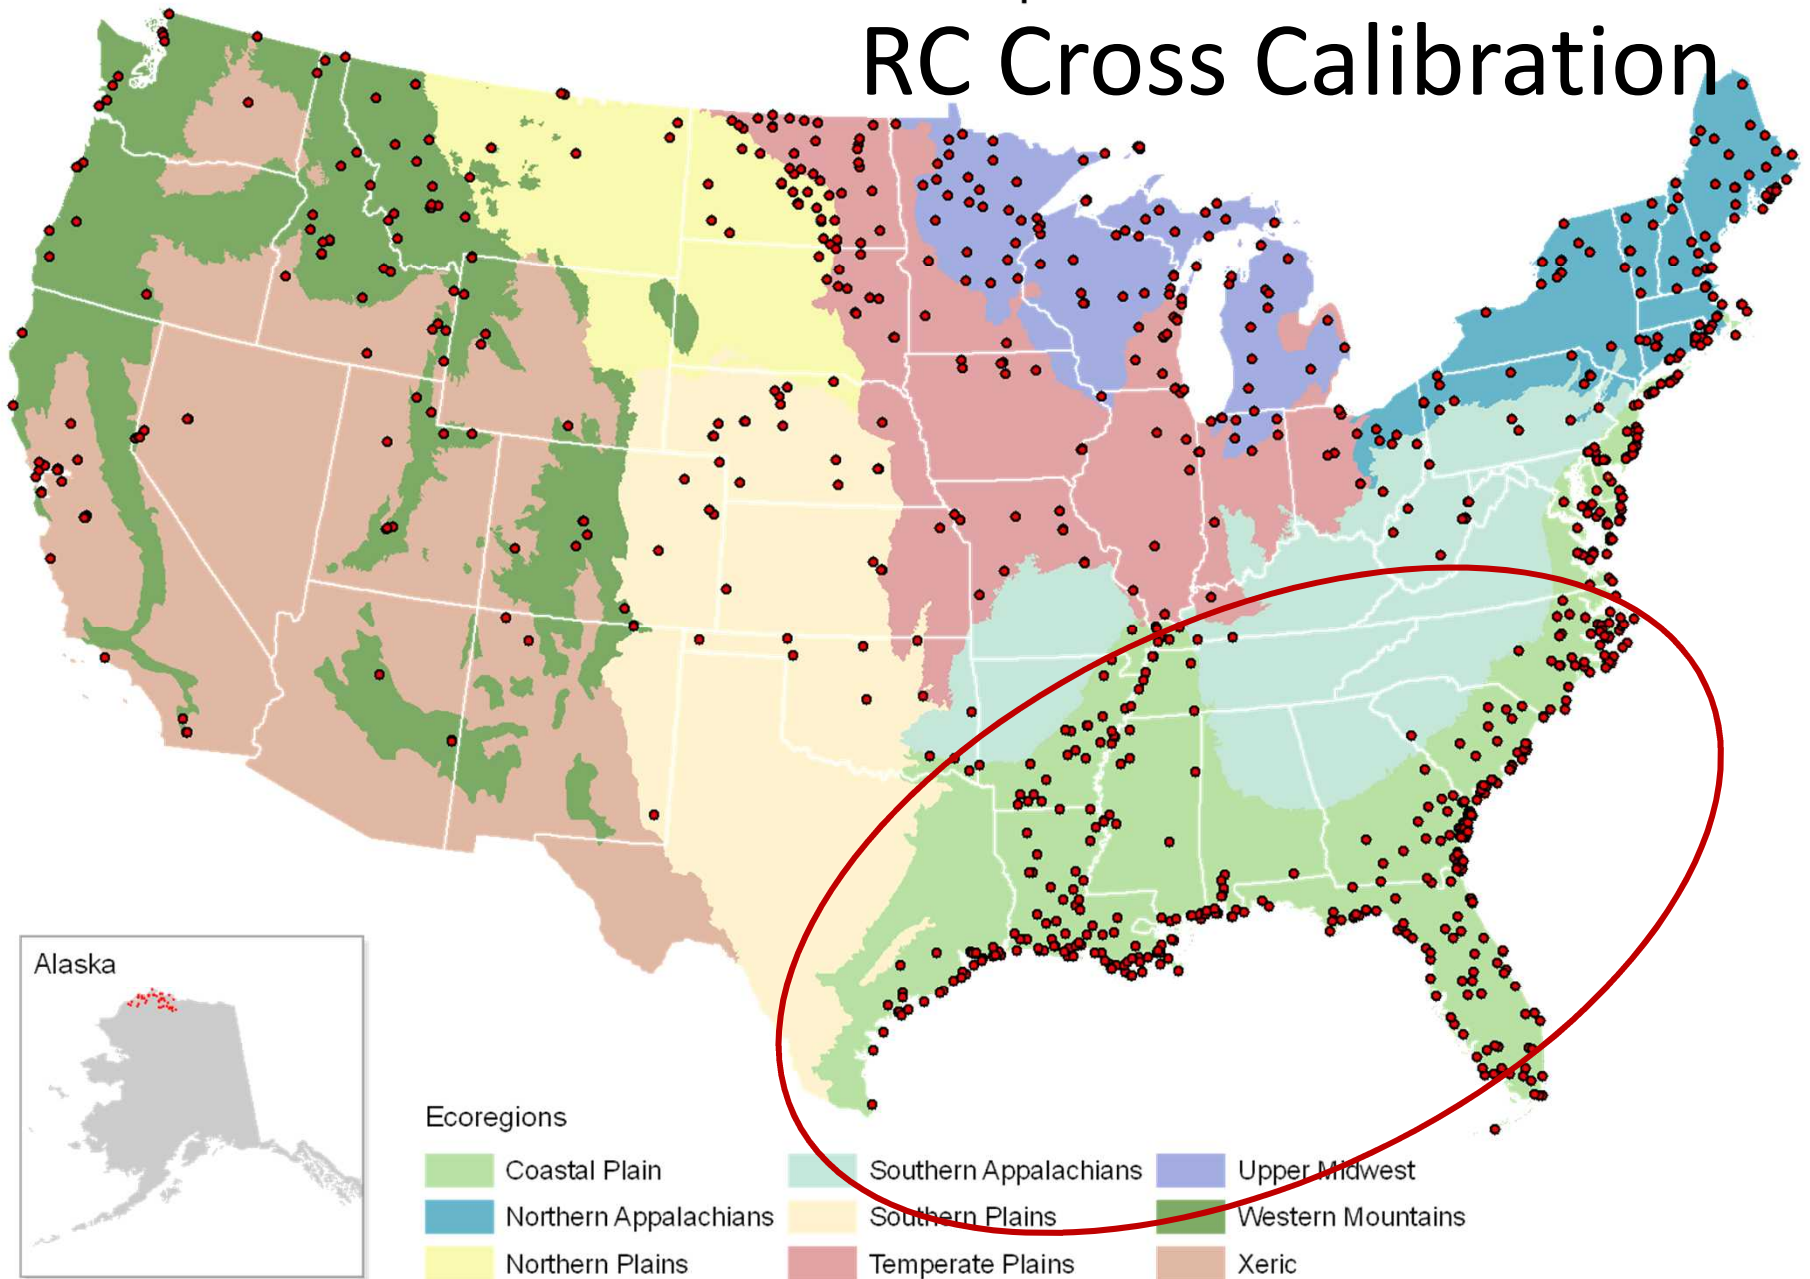 RC Cross Calibration
Alaska
Ecoregions
Coastal Plain
Southern Appalachians
Upper Midwest
Northern Appalachians
Southern Plains
Western Mountains
Northern Plains
Temperate Plains
Xeric